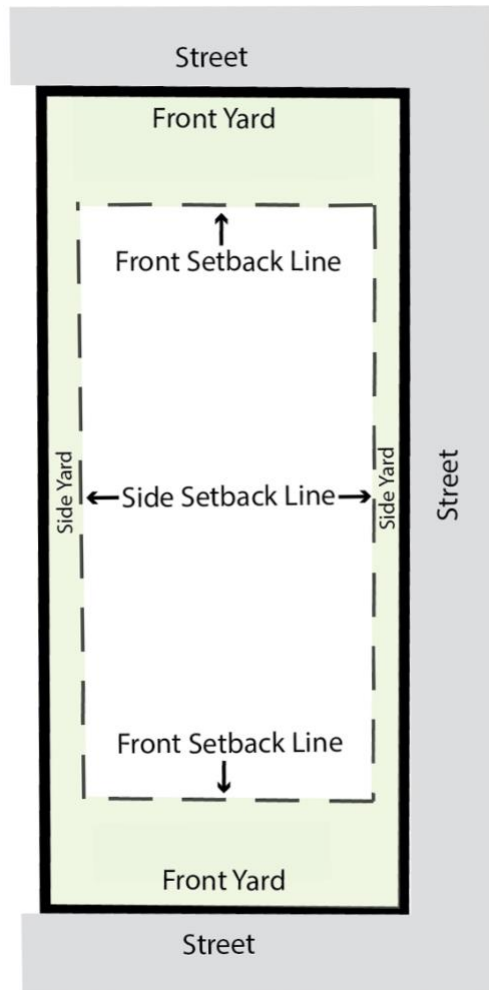 Street
Front Yard
Front Setback Line
Side Yard
Side Setback Line
Side Yard
Street
Front Setback Line
Front Yard
Street